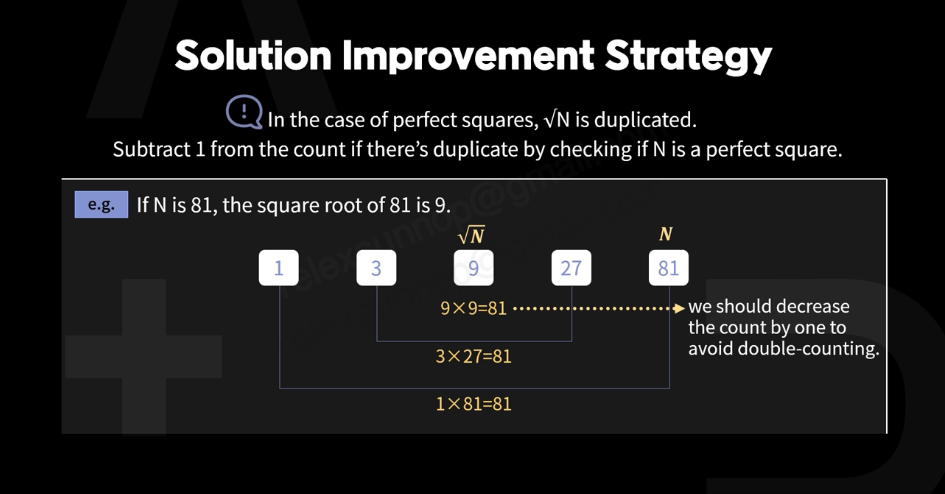 Solution Improvement Strategy
! In the case of perfect squares, √N is duplicated.
Subtract 1 from the count if there's duplicate by checking if N is a perfect square.
e.g. If N is 81, the square root of 81 is 9.
√N N
1 3 9 27 81
9×9=81
we should decrease
the count by one to
avoid double-counting.
3×27=81
1×81=81